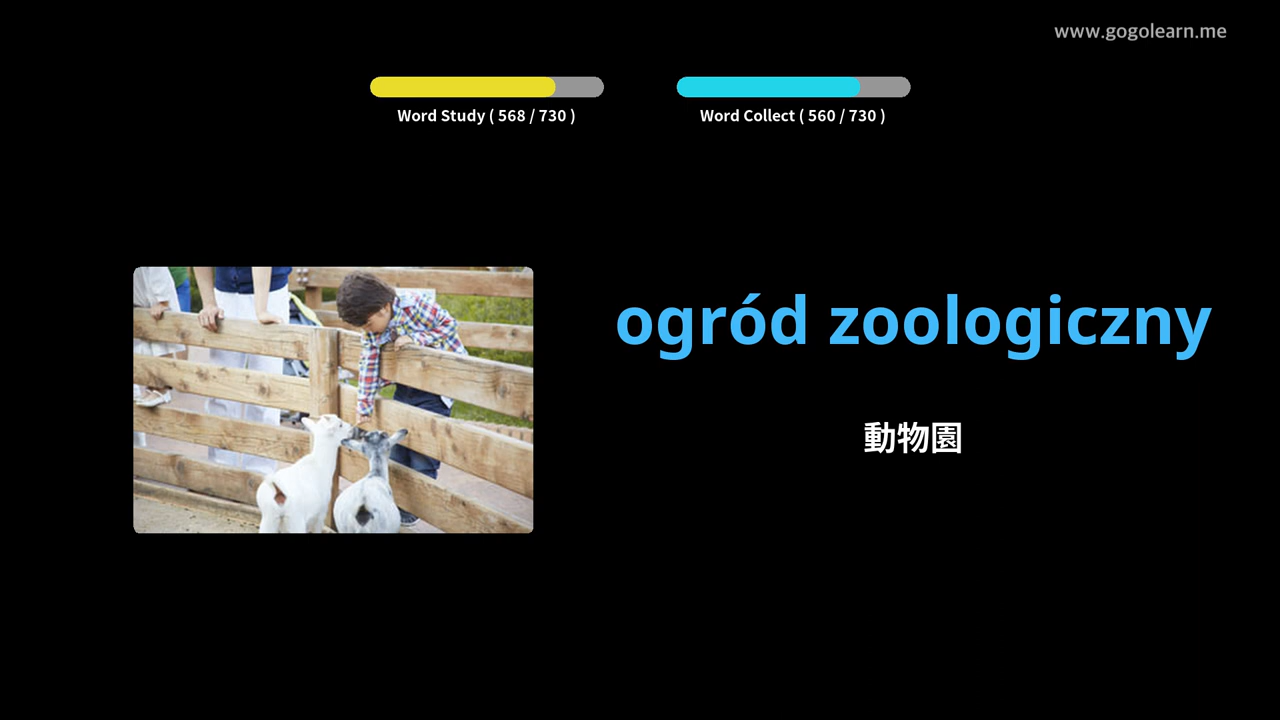 www.gogolearn.me
Word Study ( 568 / 730 )
Word Collect ( 560 / 730 )
ogród zoologiczny
動物園